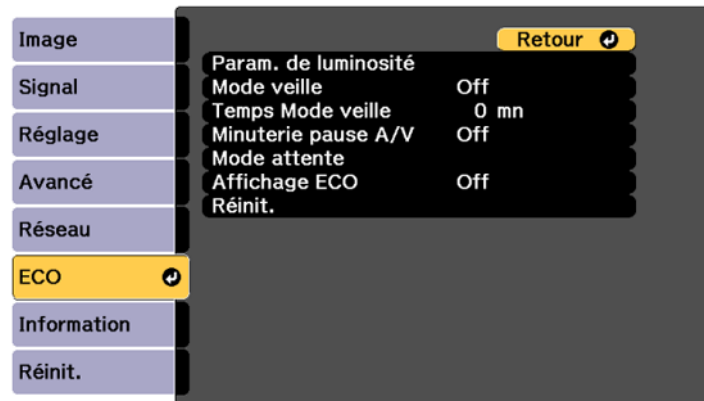 Image
Signal
Réglage
Avancé
Réseau
ECO
Information
Réinit.
Retour
Param. de luminosité
Mode veille Off
Temps Mode veille 0 mn
Minuterie pause A/V Off
Mode attente
Affichage ECO Off
Réinit.